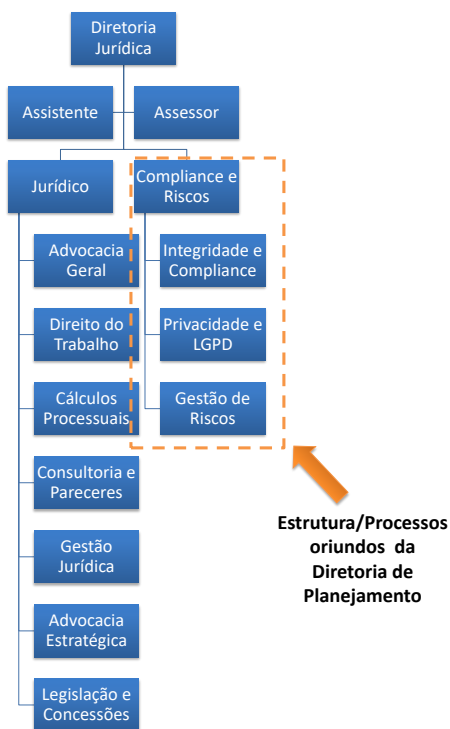 Diretoria
Jurídica
Assistente
Assessor
Jurídico
Compliance e
Riscos
Advocacia
Geral
Integridade e
Compliance
Direito do
Trabalho
Privacidade e
LGPD
Cálculos
Processuais
Gestão de
Riscos
Consultoria e
Pareceres
Gestão
Jurídica
Advocacia
Estratégica
Legislação e
Concessões
Estrutura/Processos
oriundos da
Diretoria de
Planejamento